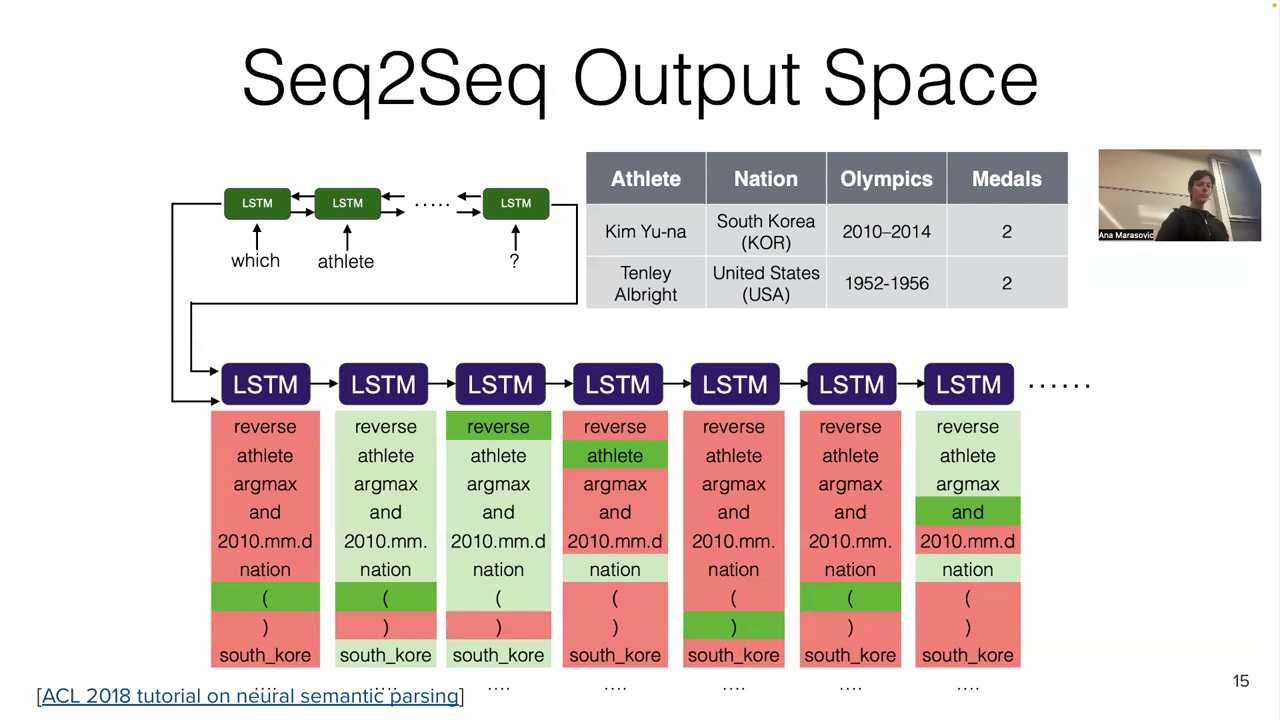 Seq2Seq Output Space
Athlete Nation Olympics Medals
Kim Yu-na South Korea (KOR) 2010–2014 2
Tenley Albright United States (USA) 1952-1956 2
Ana Marasovic
LSTM LSTM ..... LSTM
which athlete ?
LSTM LSTM LSTM LSTM LSTM LSTM LSTM ......
reverse reverse reverse reverse reverse reverse reverse
athlete athlete athlete athlete athlete athlete athlete
argmax argmax argmax argmax argmax argmax argmax
and and and and and and and
2010.mm.d 2010.mm. 2010.mm.d 2010.mm.d 2010.mm. 2010.mm. 2010.mm.d
nation nation nation nation nation nation nation
( ( ( ( ( ( (
) ) ) ) ) ) )
south_kore south_kore south_kore south_kore south_kore south_kore south_kore
.... .... .... .... .... .... ....
[ACL 2018 tutorial on neural semantic parsing]
15